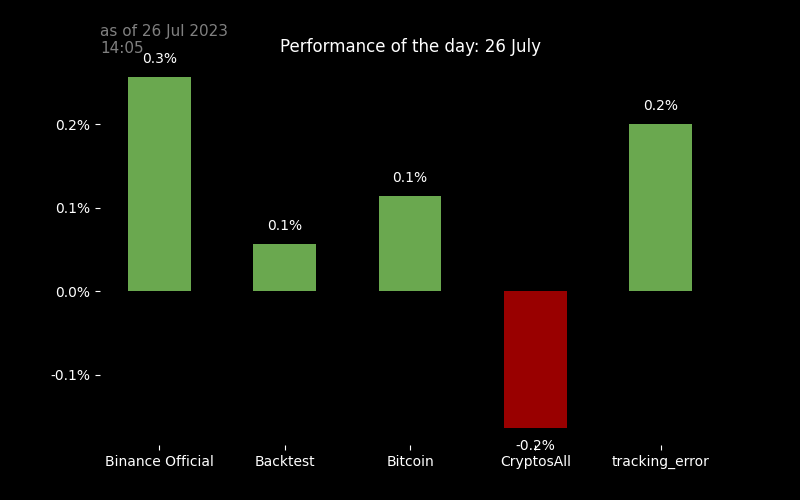 as of 26 Jul 2023
14:05
Performance of the day: 26 July
0.3%
0.2%
0.2%
0.1%
0.1%
0.1%
0.0%
-0.1%
-0.2%
Binance Official
Backtest
Bitcoin
CryptosAll
tracking_error